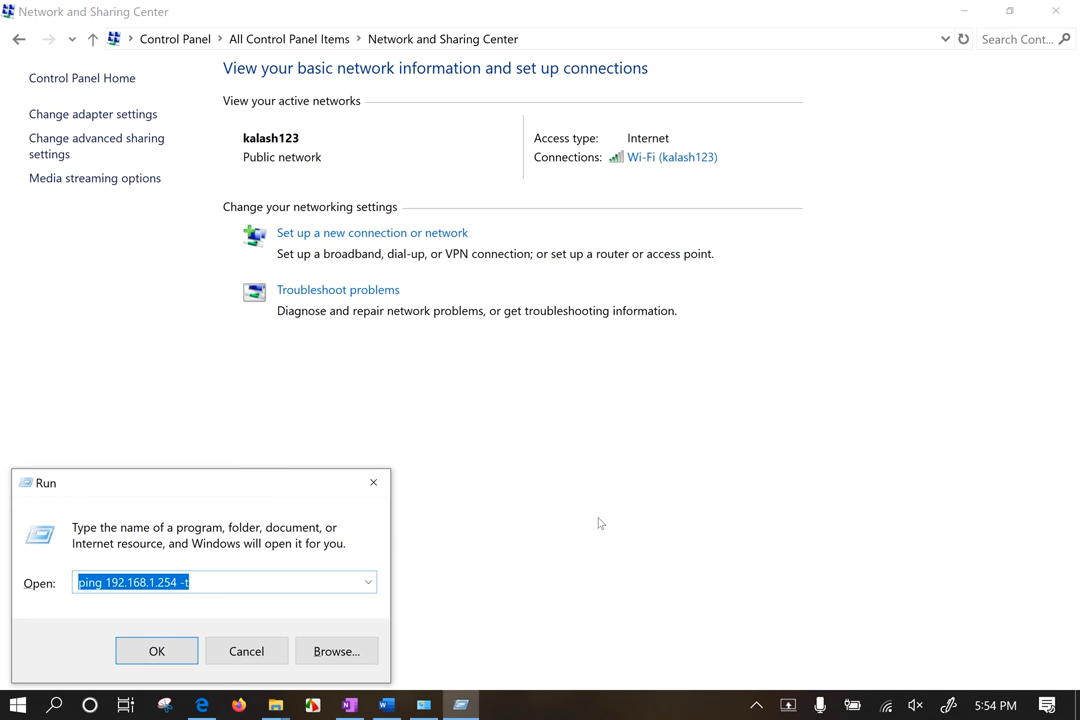 Network and Sharing Center
Control Panel > All Control Panel Items > Network and Sharing Center
Search Cont...
Control Panel Home
Change adapter settings
Change advanced sharing
settings
Media streaming options
View your basic network information and set up connections
View your active networks
kalash123
Public network
Access type: Internet
Connections: Wi-Fi (kalash123)
Change your networking settings
Set up a new connection or network
Set up a broadband, dial-up, or VPN connection; or set up a router or access point.
Troubleshoot problems
Diagnose and repair network problems, or get troubleshooting information.
Run
Type the name of a program, folder, document, or
Internet resource, and Windows will open it for you.
Open: ping 192.168.1.254 -t
OK Cancel Browse...
5:54 PM